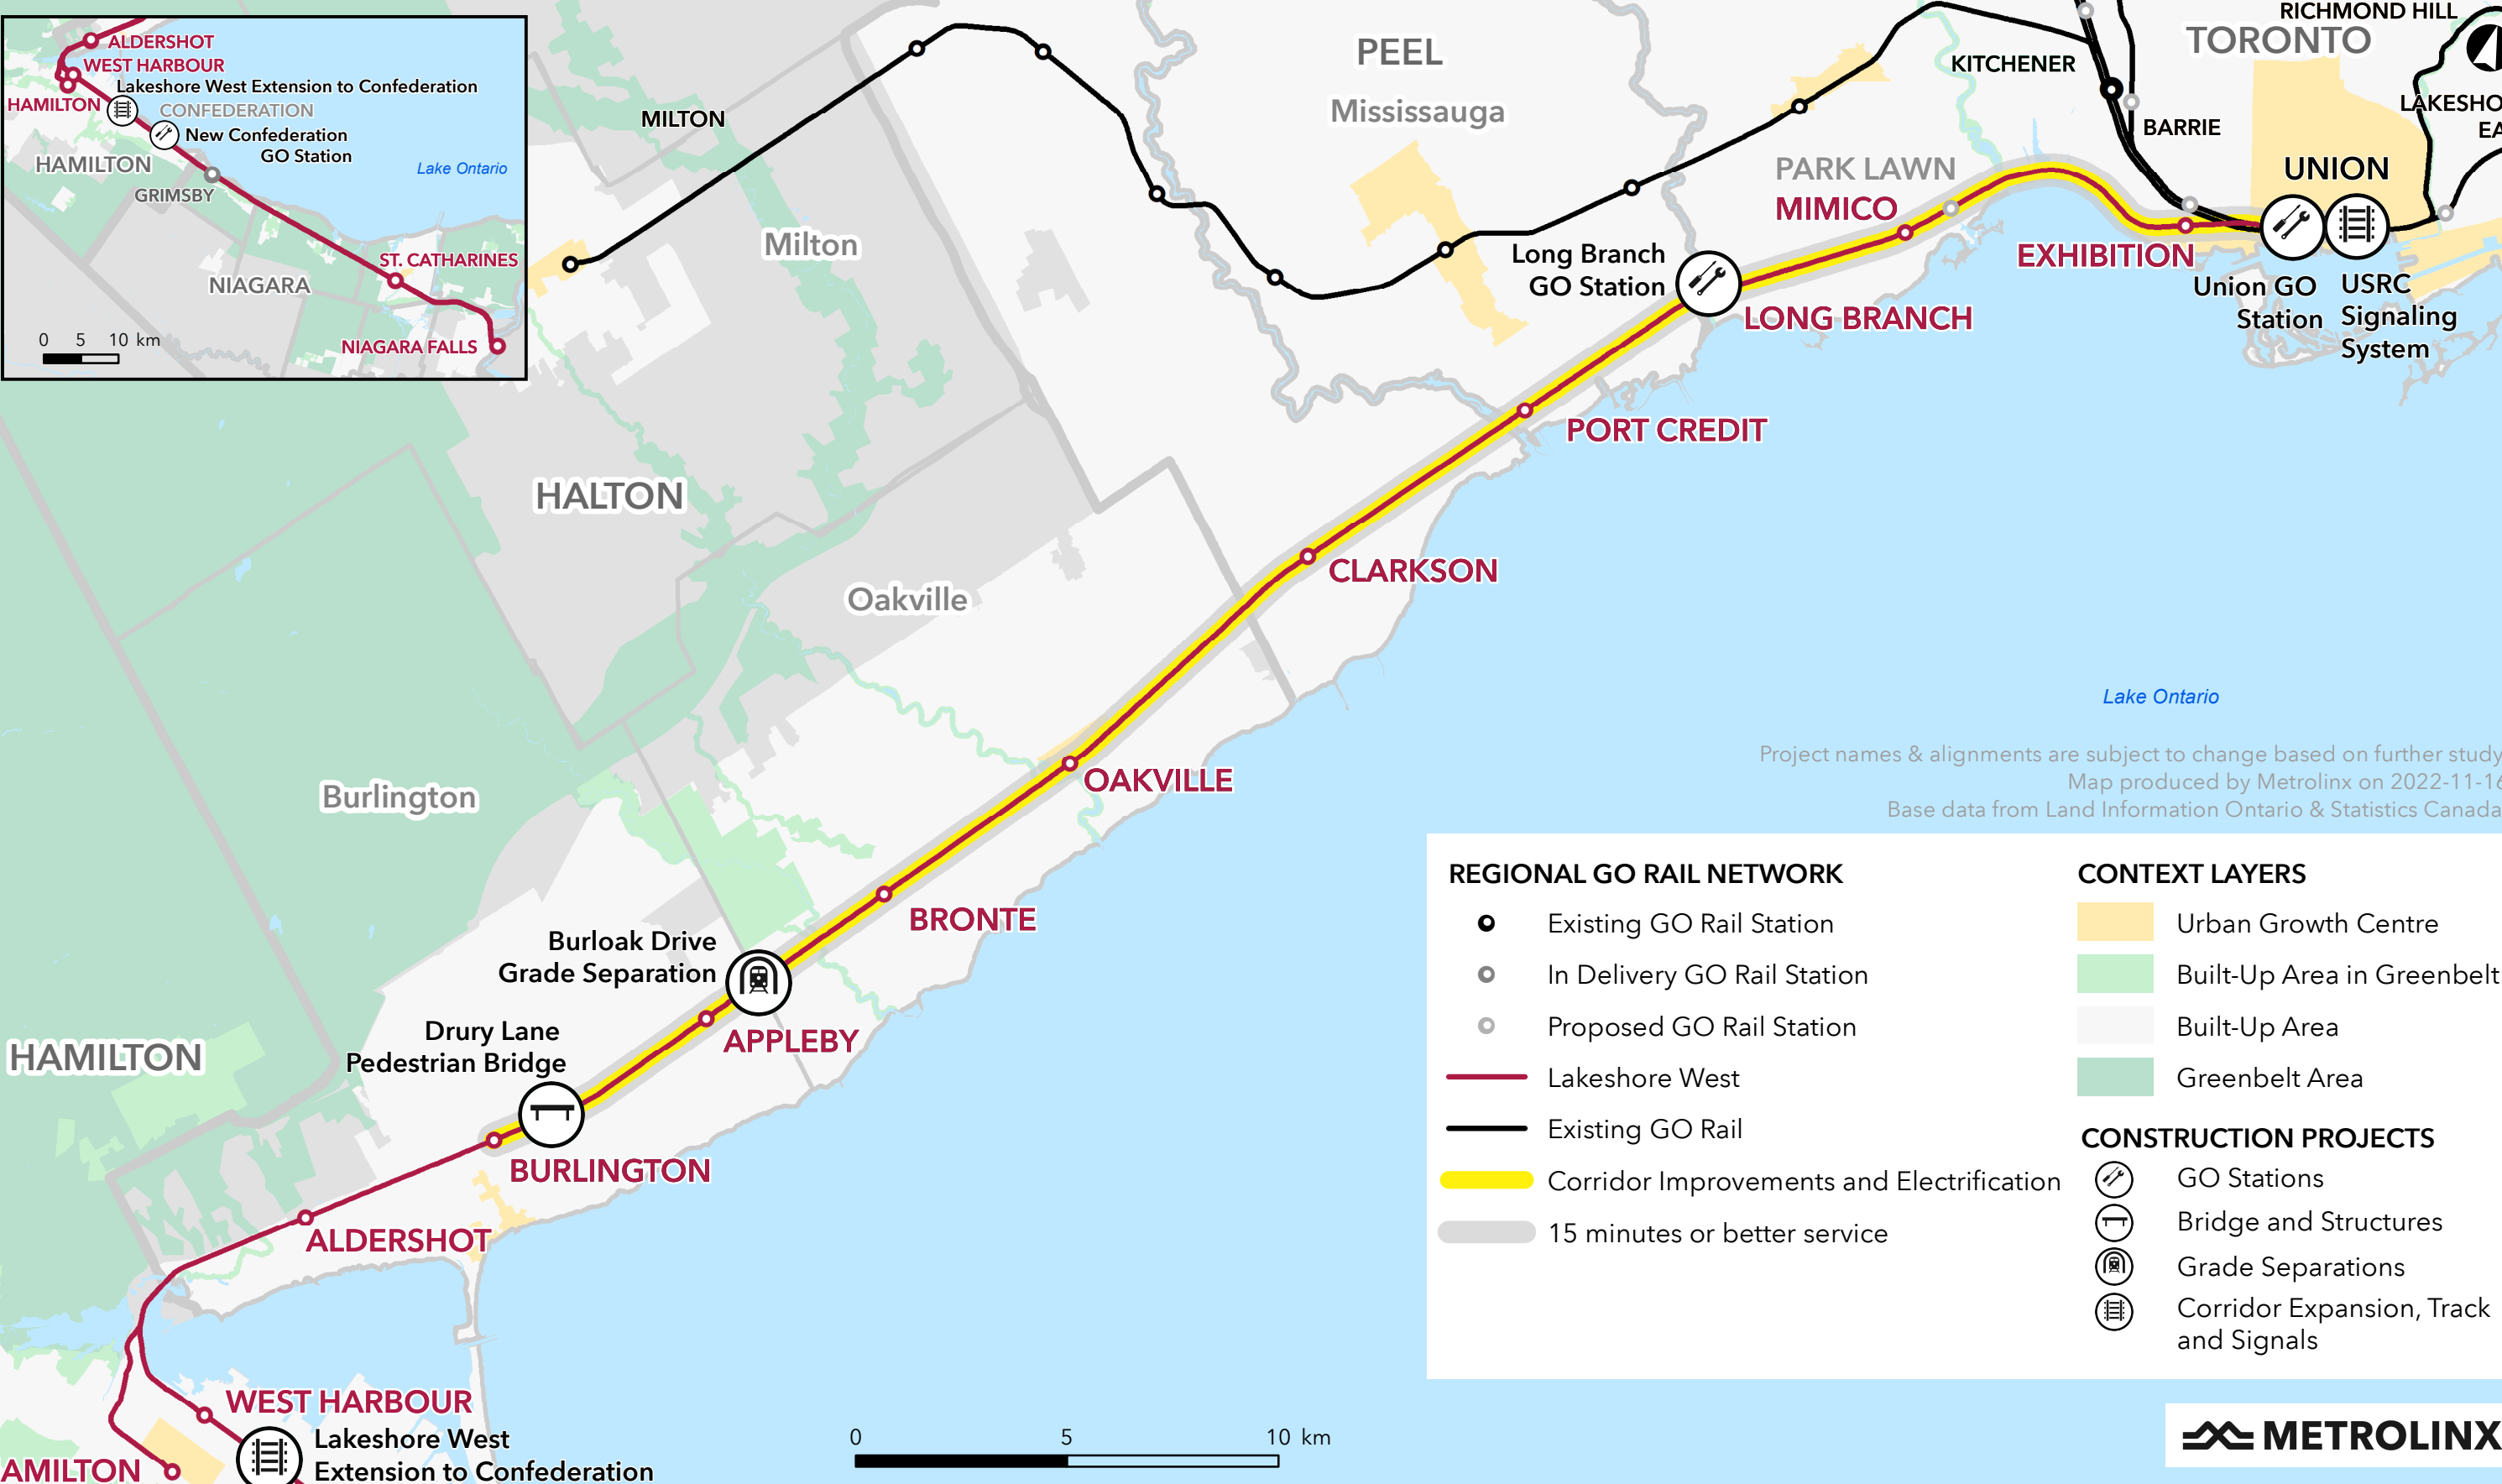 ALDERSHOT
WEST HARBOUR
Lakeshore West Extension to Confederation
HAMILTON
CONFEDERATION
New Confederation
GO Station
HAMILTON
GRIMSBY
Lake Ontario
NIAGARA
ST. CATHARINES
NIAGARA FALLS
0 5 10 km
MILTON
Milton
PEEL
Mississauga
RICHMOND HILL
TORONTO
KITCHENER
BARRIE
LAKESHO
EA
UNION
PARK LAWN
MIMICO
EXHIBITION
Union GO
Station
USRC
Signaling
System
Long Branch
GO Station
LONG BRANCH
PORT CREDIT
CLARKSON
HALTON
Oakville
OAKVILLE
Burlington
BRONTE
Burloak Drive
Grade Separation
APPLEBY
Drury Lane
Pedestrian Bridge
HAMILTON
BURLINGTON
ALDERSHOT
WEST HARBOUR
Lakeshore West
Extension to Confederation
AMILTON
0 5 10 km
Lake Ontario
Project names & alignments are subject to change based on further study
Map produced by Metrolinx on 2022-11-16
Base data from Land Information Ontario & Statistics Canada
REGIONAL GO RAIL NETWORK
Existing GO Rail Station
In Delivery GO Rail Station
Proposed GO Rail Station
Lakeshore West
Existing GO Rail
Corridor Improvements and Electrification
15 minutes or better service
CONTEXT LAYERS
Urban Growth Centre
Built-Up Area in Greenbelt
Built-Up Area
Greenbelt Area
CONSTRUCTION PROJECTS
GO Stations
Bridge and Structures
Grade Separations
Corridor Expansion, Track
and Signals
METROLINX